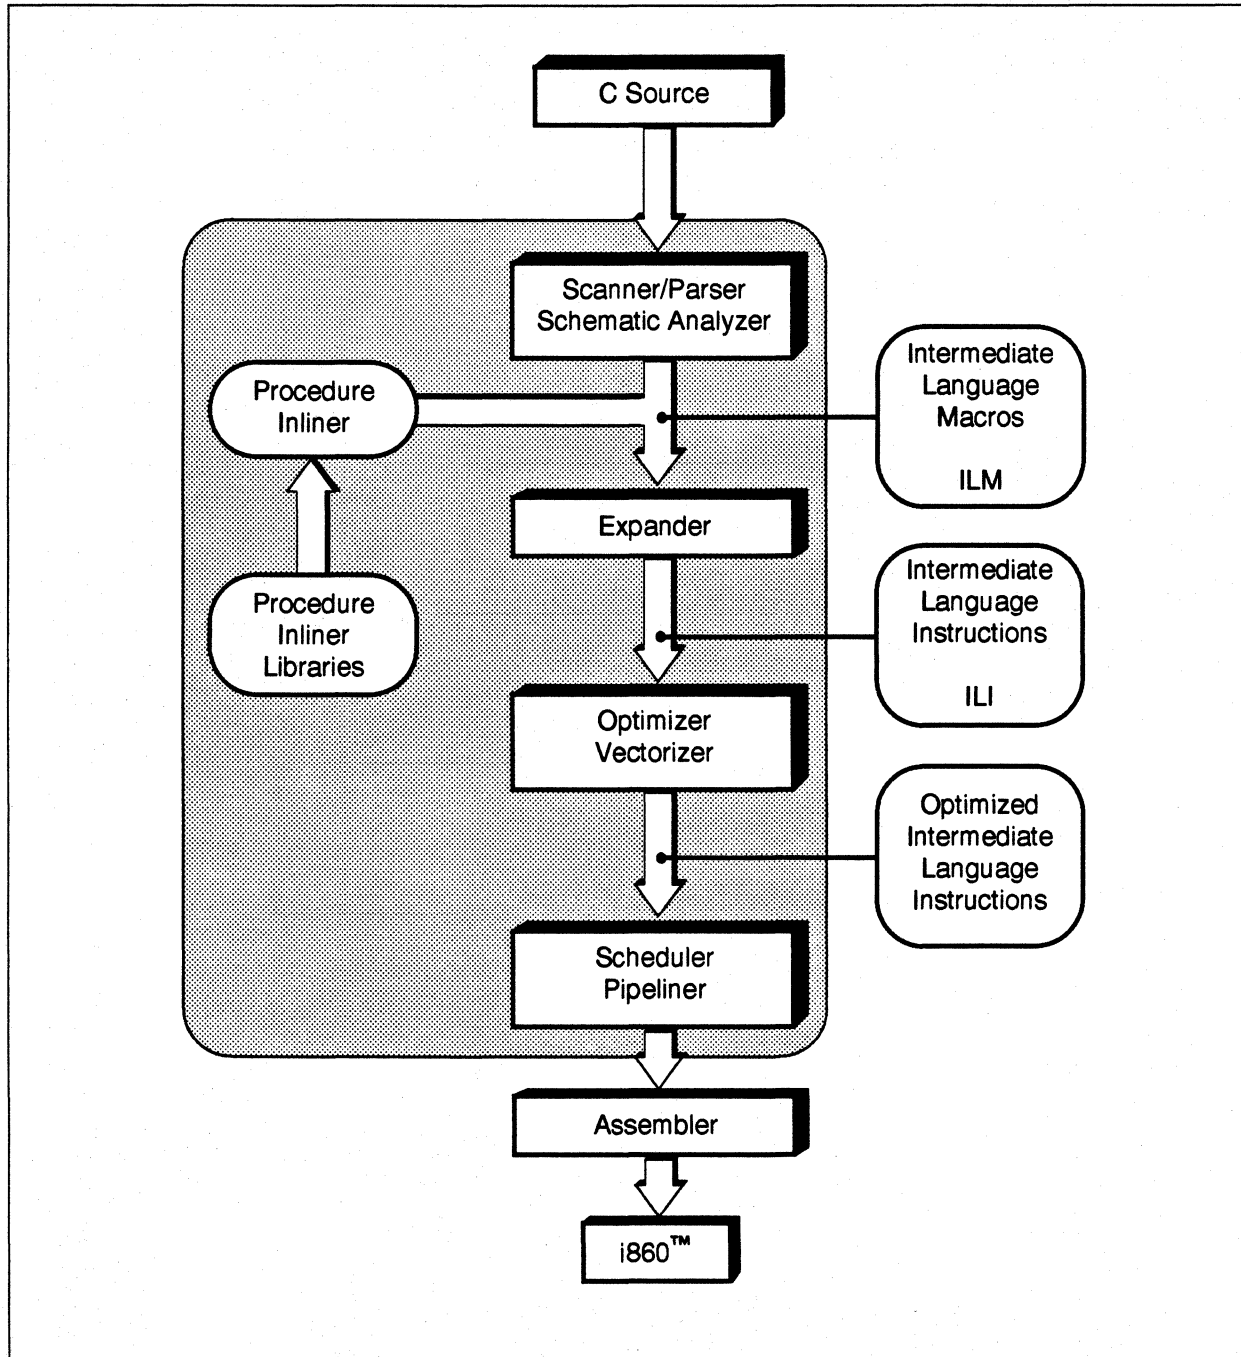 C Source
Scanner/Parser
Schematic Analyzer
Procedure
Inliner
Intermediate
Language
Macros
ILM
Expander
Procedure
Inliner
Libraries
Intermediate
Language
Instructions
ILI
Optimizer
Vectorizer
Optimized
Intermediate
Language
Instructions
Scheduler
Pipeliner
Assembler
i860™